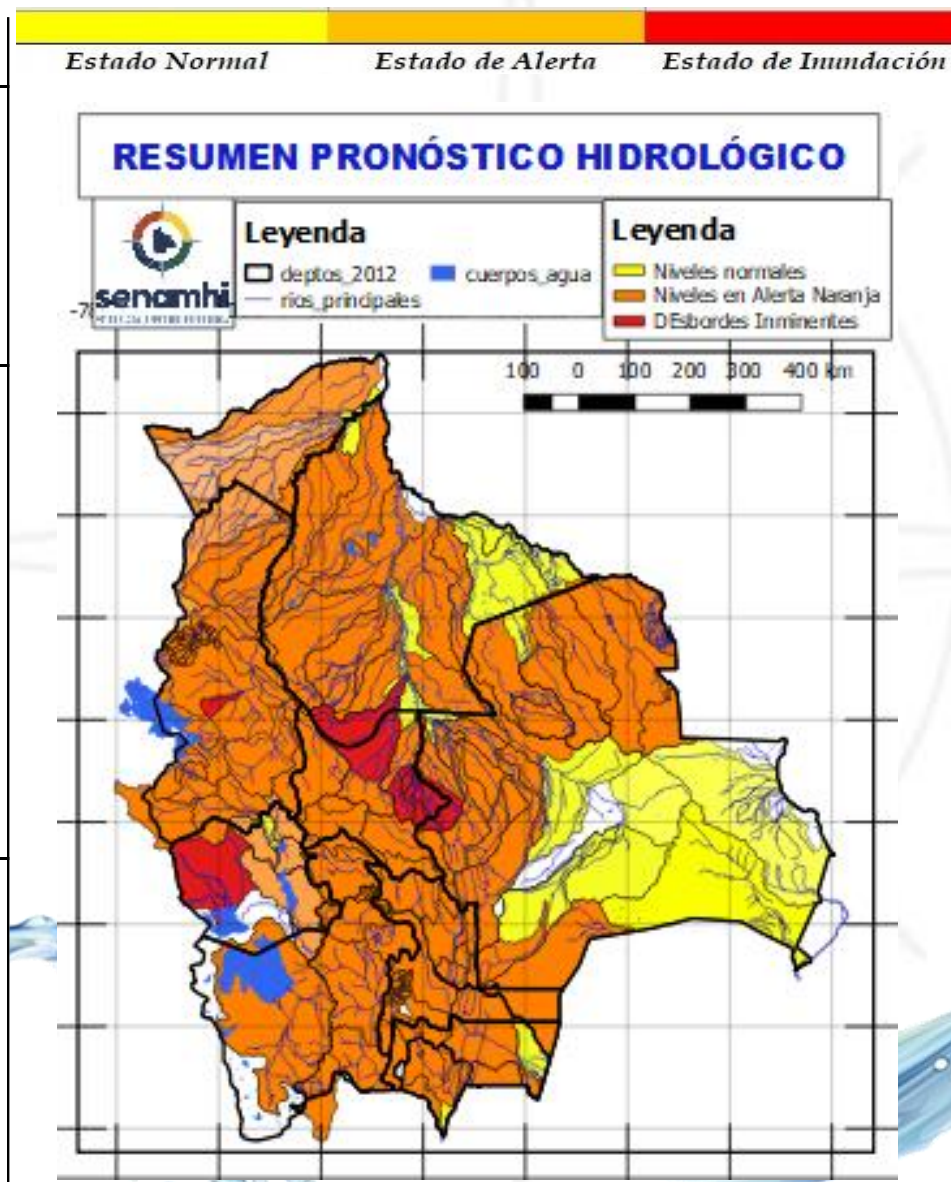 Estado Normal Estado de Alerta Estado de Inundación
RESUMEN PRONÓSTICO HIDROLÓGICO
senamhi
Leyenda
deptos_2012 cuerpos_agua
rios_principales
Leyenda
Niveles normales
Niveles en Alerta Naranja
DEsbordes Inminentes
100 0 100 200 300 400 km